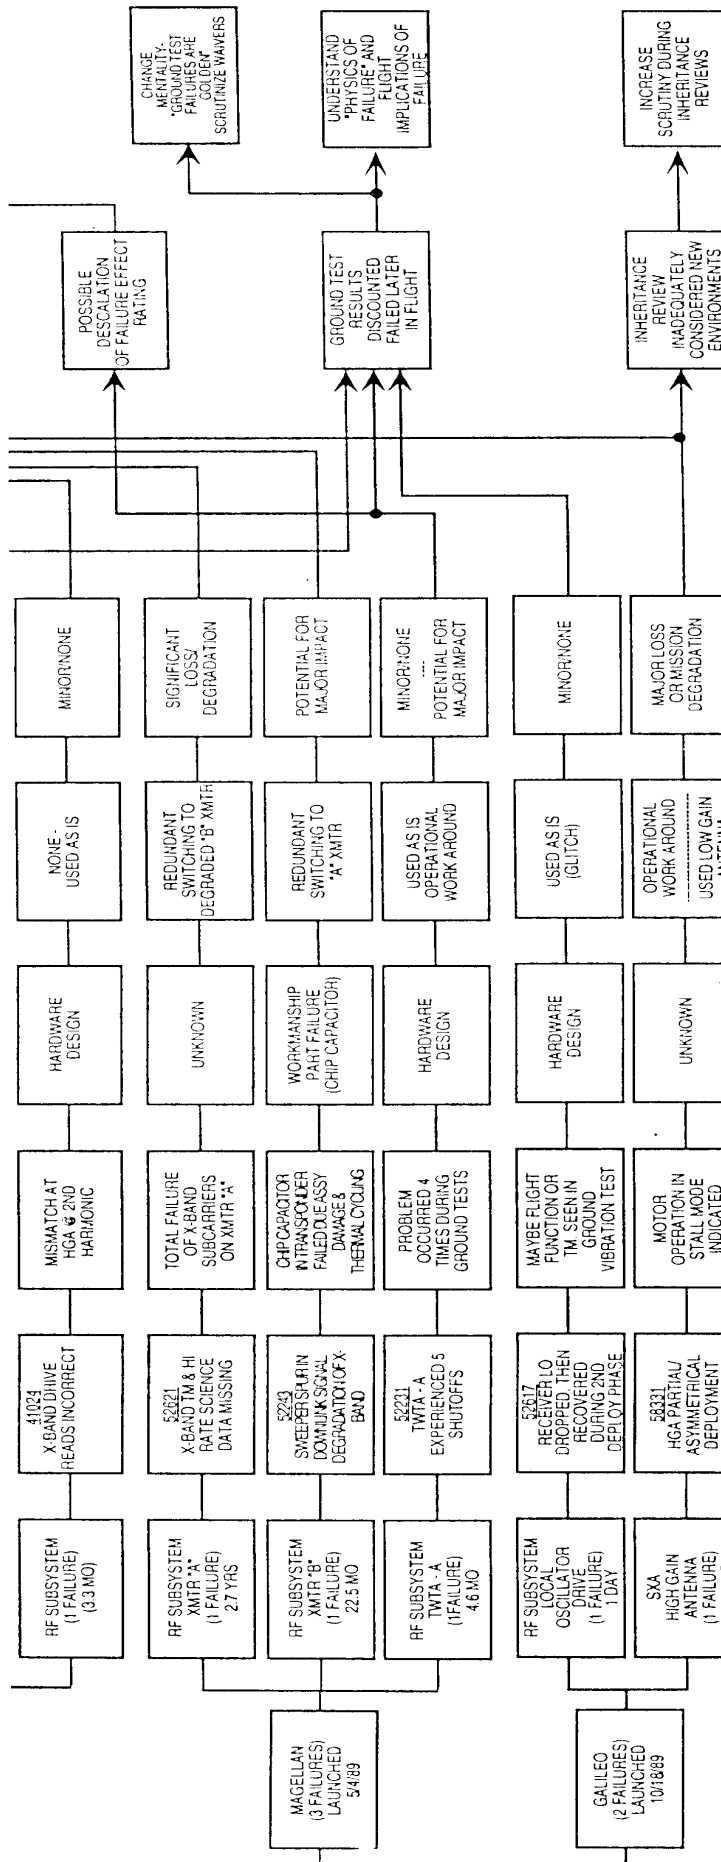 CHANGE
MENTALITY-
"GROUND TEST
FAILURES ARE
GOLDEN"
SCRUTINIZE WAIVERS
UNDERSTAND
"PHYSICS OF
FAILURE" AND
FLIGHT
IMPLICATIONS OF
FAILURE
INCREASE
SCRUTINY DURING
INHERITANCE
REVIEWS
POSSIBLE
DESCALATION
OF FAILURE EFFECT
RATING
GROUND TEST
RESULTS
DISCOUNTED
FAILED LATER
IN FLIGHT
INHERITANCE
REVIEW
INADEQUATELY
CONSIDERED NEW
ENVIRONMENTS
MINOR/NONE
SIGNIFICANT
LOSS/
DEGRADATION
POTENTIAL FOR
MAJOR IMPACT
MINOR/NONE
----
POTENTIAL FOR
MAJOR IMPACT
MINOR/NONE
MAJOR LOSS
OR MISSION
DEGRADATION
NONE -
USED AS IS
REDUNDANT
SWITCHING TO
DEGRADED "B" XMTR
REDUNDANT
SWITCHING TO
"A" XMTR
USED AS IS
OPERATIONAL
WORK AROUND
USED AS IS
(GLITCH)
OPERATIONAL
WORK AROUND
----------------
USED LOW GAIN
ANTENNA
HARDWARE
DESIGN
UNKNOWN
WORKMANSHIP
PART FAILURE
(CHIP CAPACITOR)
HARDWARE
DESIGN
HARDWARE
DESIGN
UNKNOWN
MISMATCH AT
HGA @ 2ND
HARMONIC
TOTAL FAILURE
OF X-BAND
SUBCARRIERS
ON XMTR "A"
CHIP CAPACITOR
IN TRANSPONDER
FAILED DUE ASSY
DAMAGE &
THERMAL CYCLING
PROBLEM
OCCURRED 4
TIMES DURING
GROUND TESTS
MAYBE FLIGHT
FUNCTION OR
TM. SEEN IN
GROUND
VIBRATION TEST
MOTOR
OPERATION IN
STALL MODE
INDICATED
41024
X-BAND DRIVE
READS INCORRECT
52621
X-BAND TM & HI
RATE SCIENCE
DATA MISSING
52243
SWEEPER SPUR IN
DOWNLINK SIGNAL
DEGRADATION OF X-
BAND
52231
TWTA - A
EXPERIENCED 5
SHUTOFFS
52617
RECEIVER LO
DROPPED, THEN
RECOVERED
DURING 2ND
DEPLOY PHASE
58331
HGA PARTIAL/
ASYMMETRICAL
DEPLOYMENT
RF SUBSYSTEM
(1 FAILURE)
(3.3 MO)
RF SUBSYSTEM
XMTR "A"
(1 FAILURE)
2.7 YRS
RF SUBSYSTEM
XMTR "B"
(1 FAILURE)
22.5 MO
RF SUBSYSTEM
TWTA - A
(1FAILURE)
4.6 MO
RF SUBSYSTEM
LOCAL
OSCILLATOR
DRIVE
(1 FAILURE)
1 DAY
SXA
HIGH GAIN
ANTENNA
(1 FAILURE)
MAGELLAN
(3 FAILURES)
LAUNCHED
5/4/89
GALILEO
(2 FAILURES)
LAUNCHED
10/18/89